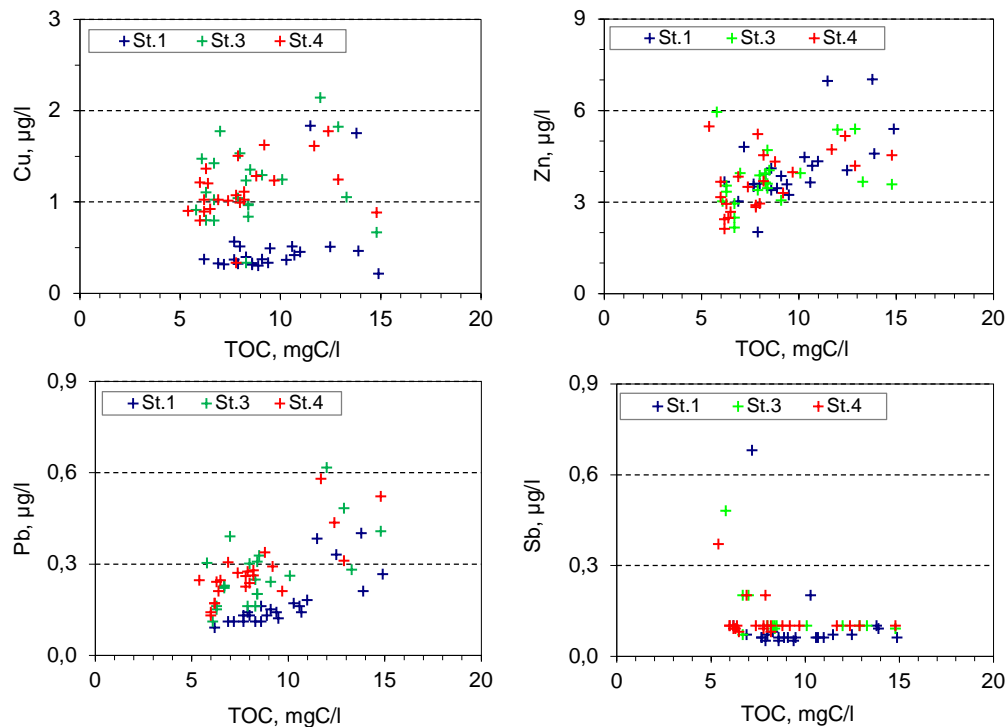 3
2
1
0
Cu, µg/l
St.1 St.3 St.4
0 5 10 15 20
TOC, mgC/l
9
6
3
0
Zn, µg/l
St.1 St.3 St.4
0 5 10 15 20
TOC, mgC/l
0,9
0,6
0,3
0,0
Pb, µg/l
St.1 St.3 St.4
0 5 10 15 20
TOC, mgC/l
0,9
0,6
0,3
0,0
Sb, µg/l
St.1 St.3 St.4
0 5 10 15 20
TOC, mgC/l